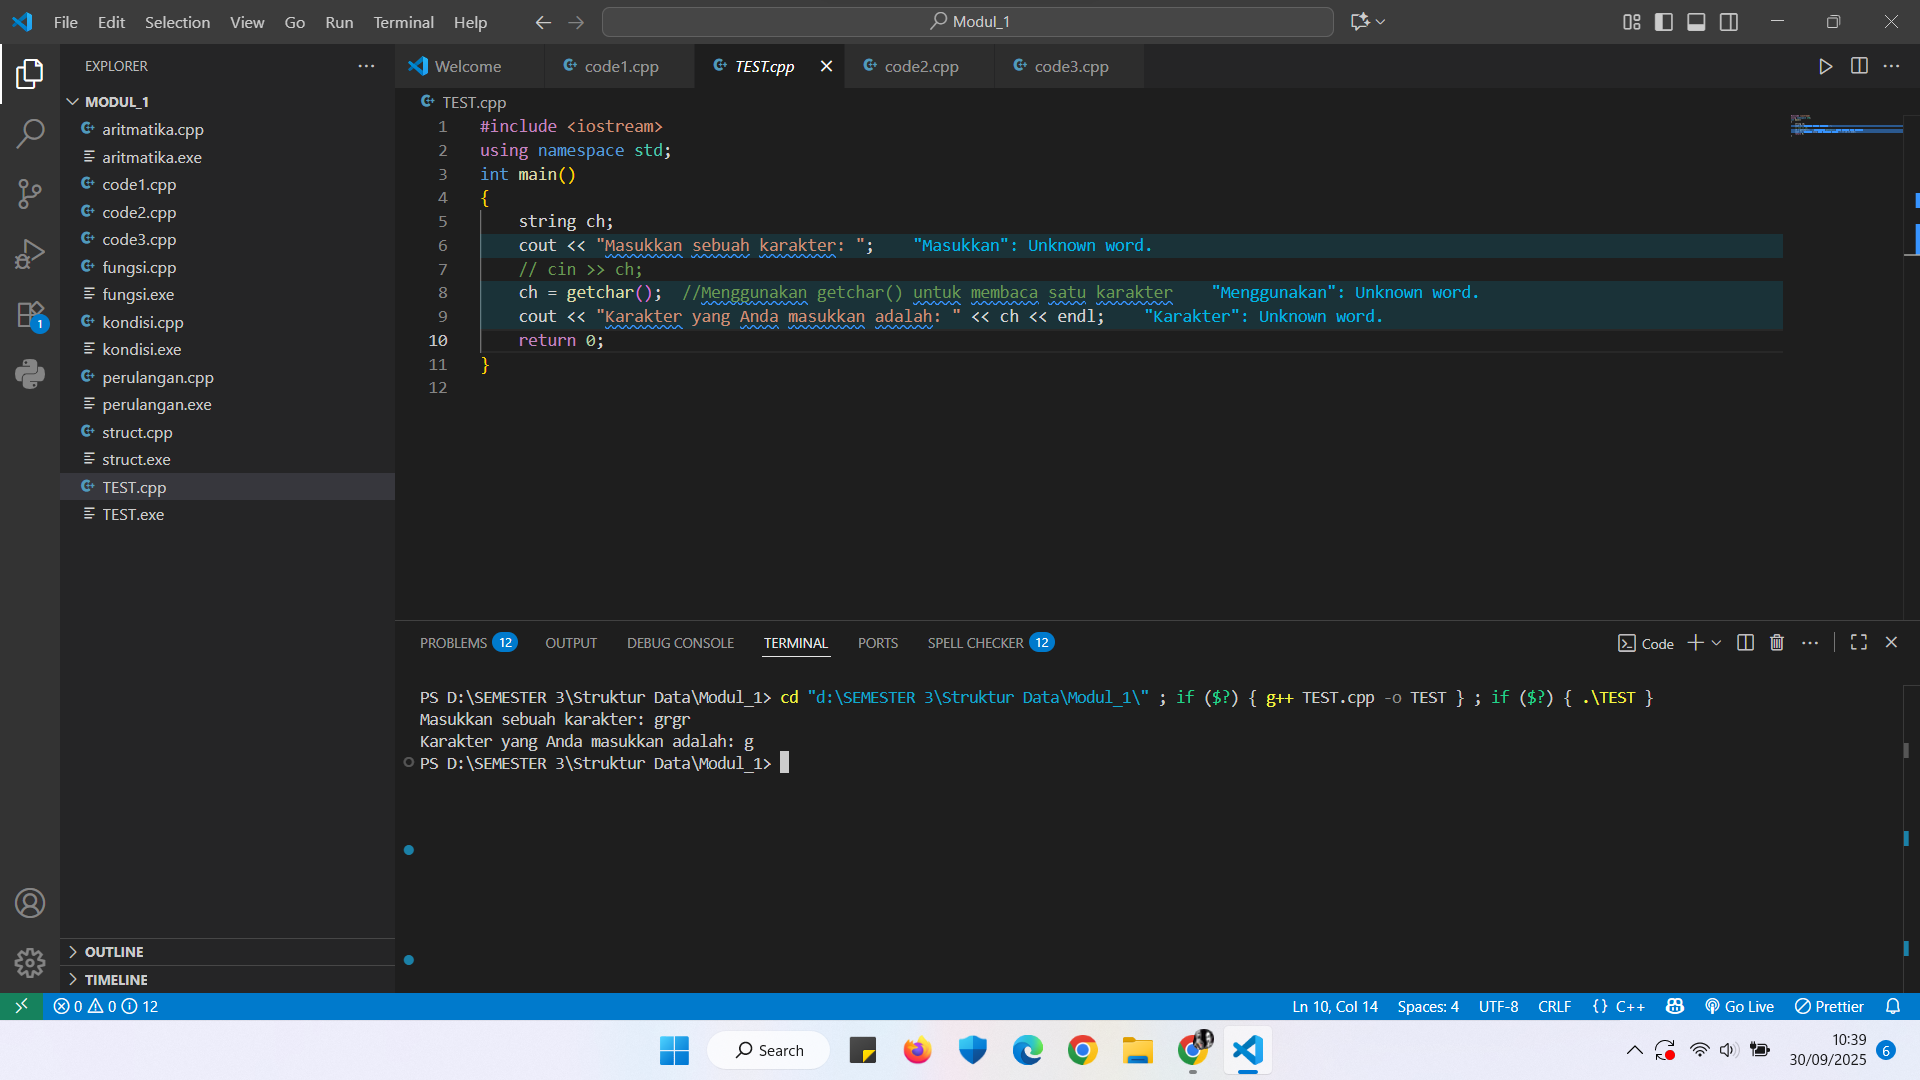 File Edit Selection View Go Run Terminal Help
Modul_1
EXPLORER
Welcome
code1.cpp
TEST.cpp
code2.cpp
code3.cpp
MODUL_1
aritmatika.cpp
aritmatika.exe
code1.cpp
code2.cpp
code3.cpp
fungsi.cpp
fungsi.exe
kondisi.cpp
kondisi.exe
perulangan.cpp
perulangan.exe
struct.cpp
struct.exe
TEST.cpp
TEST.exe
OUTLINE
TIMELINE
1
TEST.cpp
1 #include <iostream>
2 using namespace std;
3 int main()
4 {
5 string ch;
6 cout << "Masukkan sebuah karakter: "; "Masukkan": Unknown word.
7 // cin >> ch;
8 ch = getchar(); //Menggunakan getchar() untuk membaca satu karakter "Menggunakan": Unknown word.
9 cout << "Karakter yang Anda masukkan adalah: " << ch << endl; "Karakter": Unknown word.
10 return 0;
11 }
12
PROBLEMS 12 OUTPUT DEBUG CONSOLE TERMINAL PORTS SPELL CHECKER 12
Code
PS D:\SEMESTER 3\Struktur Data\Modul_1> cd "d:\SEMESTER 3\Struktur Data\Modul_1\" ; if ($?) { g++ TEST.cpp -o TEST } ; if ($?) { .\TEST }
Masukkan sebuah karakter: grgr
Karakter yang Anda masukkan adalah: g
PS D:\SEMESTER 3\Struktur Data\Modul_1>
0 0 12
Ln 10, Col 14 Spaces: 4 UTF-8 CRLF {} C++ Go Live Prettier
Search
10:39
30/09/2025
6